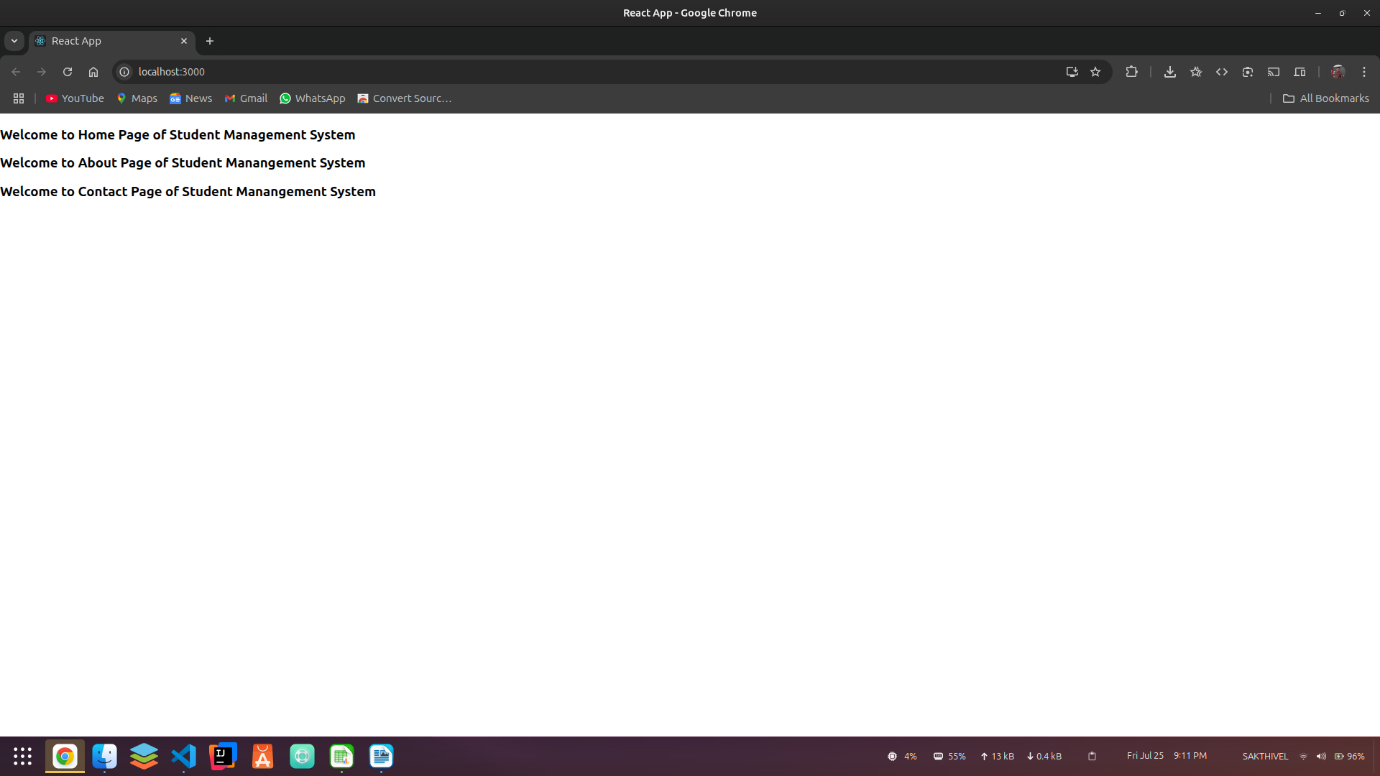 React App - Google Chrome
React App
localhost:3000
YouTube Maps News Gmail WhatsApp Convert Sourc… All Bookmarks
Welcome to Home Page of Student Management System
Welcome to About Page of Student Manangement System
Welcome to Contact Page of Student Manangement System
4% 55% 13 kB 0.4 kB Fri Jul 25 9:11 PM SAKTHIVEL 96%